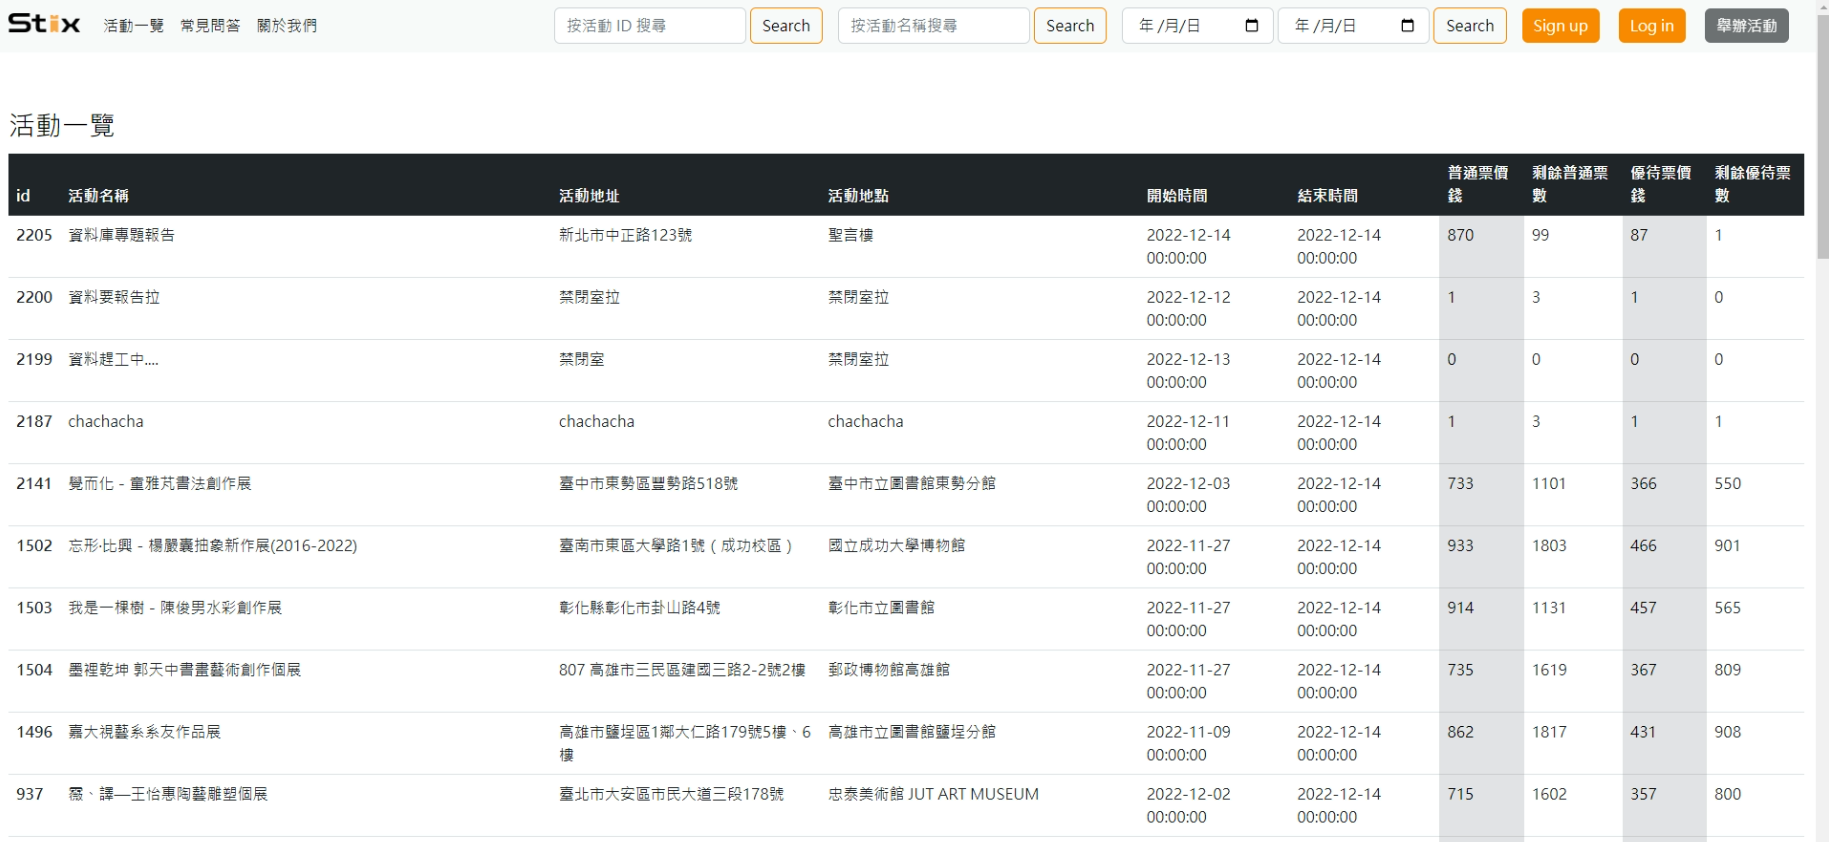 Stix 活動一覽 常見問答 關於我們 按活動 ID 搜尋 Search 按活動名稱搜尋 Search 年 /月/日 年 /月/日 Search Sign up Log in 舉辦活動
活動一覽
id 活動名稱 活動地址 活動地點 開始時間 結束時間 普通票價錢 剩餘普通票數 優待票價錢 剩餘優待票數
2205 資料庫專題報告 新北市中正路123號 聖言樓 2022-12-14 00:00:00 2022-12-14 00:00:00 870 99 87 1
2200 資料要報告拉 禁閉室拉 禁閉室拉 2022-12-12 00:00:00 2022-12-14 00:00:00 1 3 1 0
2199 資料趕工中.... 禁閉室 禁閉室拉 2022-12-13 00:00:00 2022-12-14 00:00:00 0 0 0 0
2187 chachacha chachacha chachacha 2022-12-11 00:00:00 2022-12-14 00:00:00 1 3 1 1
2141 覺而化 - 童雅芃書法創作展 臺中市東勢區豐勢路518號 臺中市立圖書館東勢分館 2022-12-03 00:00:00 2022-12-14 00:00:00 733 1101 366 550
1502 忘形·比興 - 楊嚴囊抽象新作展(2016-2022) 臺南市東區大學路1號 ( 成功校區 ) 國立成功大學博物館 2022-11-27 00:00:00 2022-12-14 00:00:00 933 1803 466 901
1503 我是一棵樹 - 陳俊男水彩創作展 彰化縣彰化市卦山路4號 彰化市立圖書館 2022-11-27 00:00:00 2022-12-14 00:00:00 914 1131 457 565
1504 墨裡乾坤 郭天中書畫藝術創作個展 807 高雄市三民區建國三路2-2號2樓 郵政博物館高雄館 2022-11-27 00:00:00 2022-12-14 00:00:00 735 1619 367 809
1496 嘉大視藝系系友作品展 高雄市鹽埕區1鄰大仁路179號5樓、6樓 高雄市立圖書館鹽埕分館 2022-11-09 00:00:00 2022-12-14 00:00:00 862 1817 431 908
937 、譯—王怡惠陶藝雕塑個展 臺北市大安區市民大道三段178號 忠泰美術館 JUT ART MUSEUM 2022-12-02 00:00:00 2022-12-14 00:00:00 715 1602 357 800